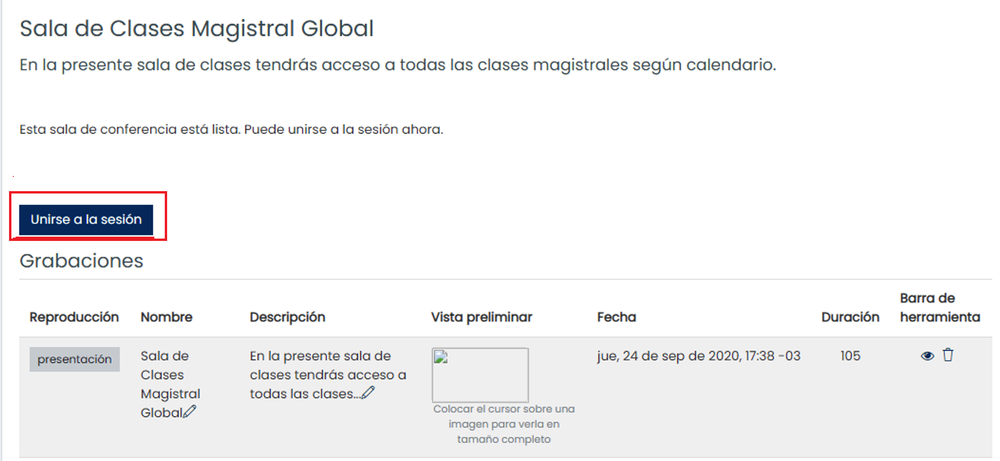 Sala de Clases Magistral Global
En la presente sala de clases tendrás acceso a todas las clases magistrales según calendario.
Esta sala de conferencia está lista. Puede unirse a la sesión ahora.
Unirse a la sesión
Grabaciones
Reproducción Nombre Descripción Vista preliminar Fecha Duración Barra de herramienta
presentación
Sala de
Clases
Magistral
Global
En la presente sala de
clases tendrás acceso a
todas las clases...
Colocar el cursor sobre una
imagen para verla en
tamaño completo
jue, 24 de sep de 2020, 17:38 -03
105